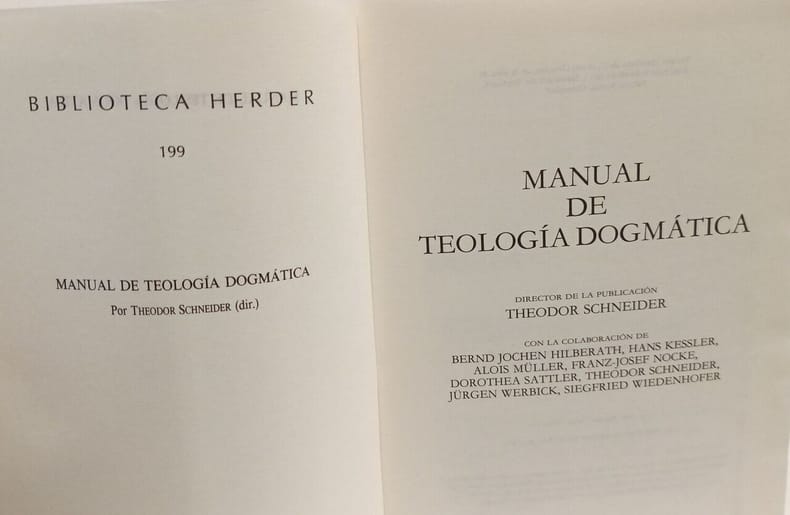 BIBLIOTECA HERDER
199
MANUAL DE TEOLOGÍA DOGMÁTICA
Por THEODOR SCHNEIDER (dir.)
MANUAL
DE
TEOLOGÍA DOGMÁTICA
DIRECTOR DE LA PUBLICACIÓN
THEODOR SCHNEIDER
CON LA COLABORACIÓN DE
BERND JOCHEN HILBERATH, HANS KESSLER,
ALOIS MÜLLER, FRANZ-JOSEF NOCKE,
DOROTHEA SATTLER, THEODOR SCHNEIDER,
JÜRGEN WERBICK, SIEGFRIED WIEDENHOFER